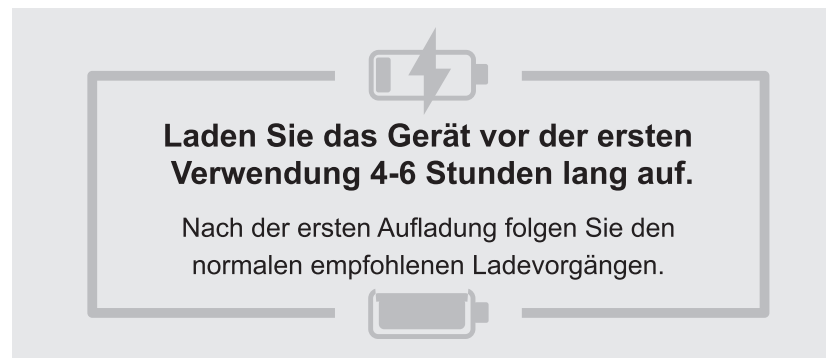 Laden Sie das Gerät vor der ersten
Verwendung 4-6 Stunden lang auf.
Nach der ersten Aufladung folgen Sie den
normalen empfohlenen Ladevorgängen.